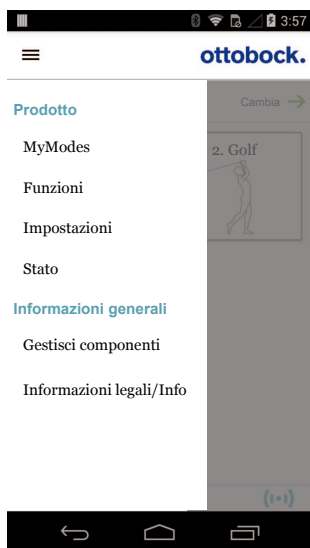 3:57
ottobock.
Prodotto
Cambia
MyModes
2. Golf
Funzioni
Impostazioni
Stato
Informazioni generali
Gestisci componenti
Informazioni legali/Info